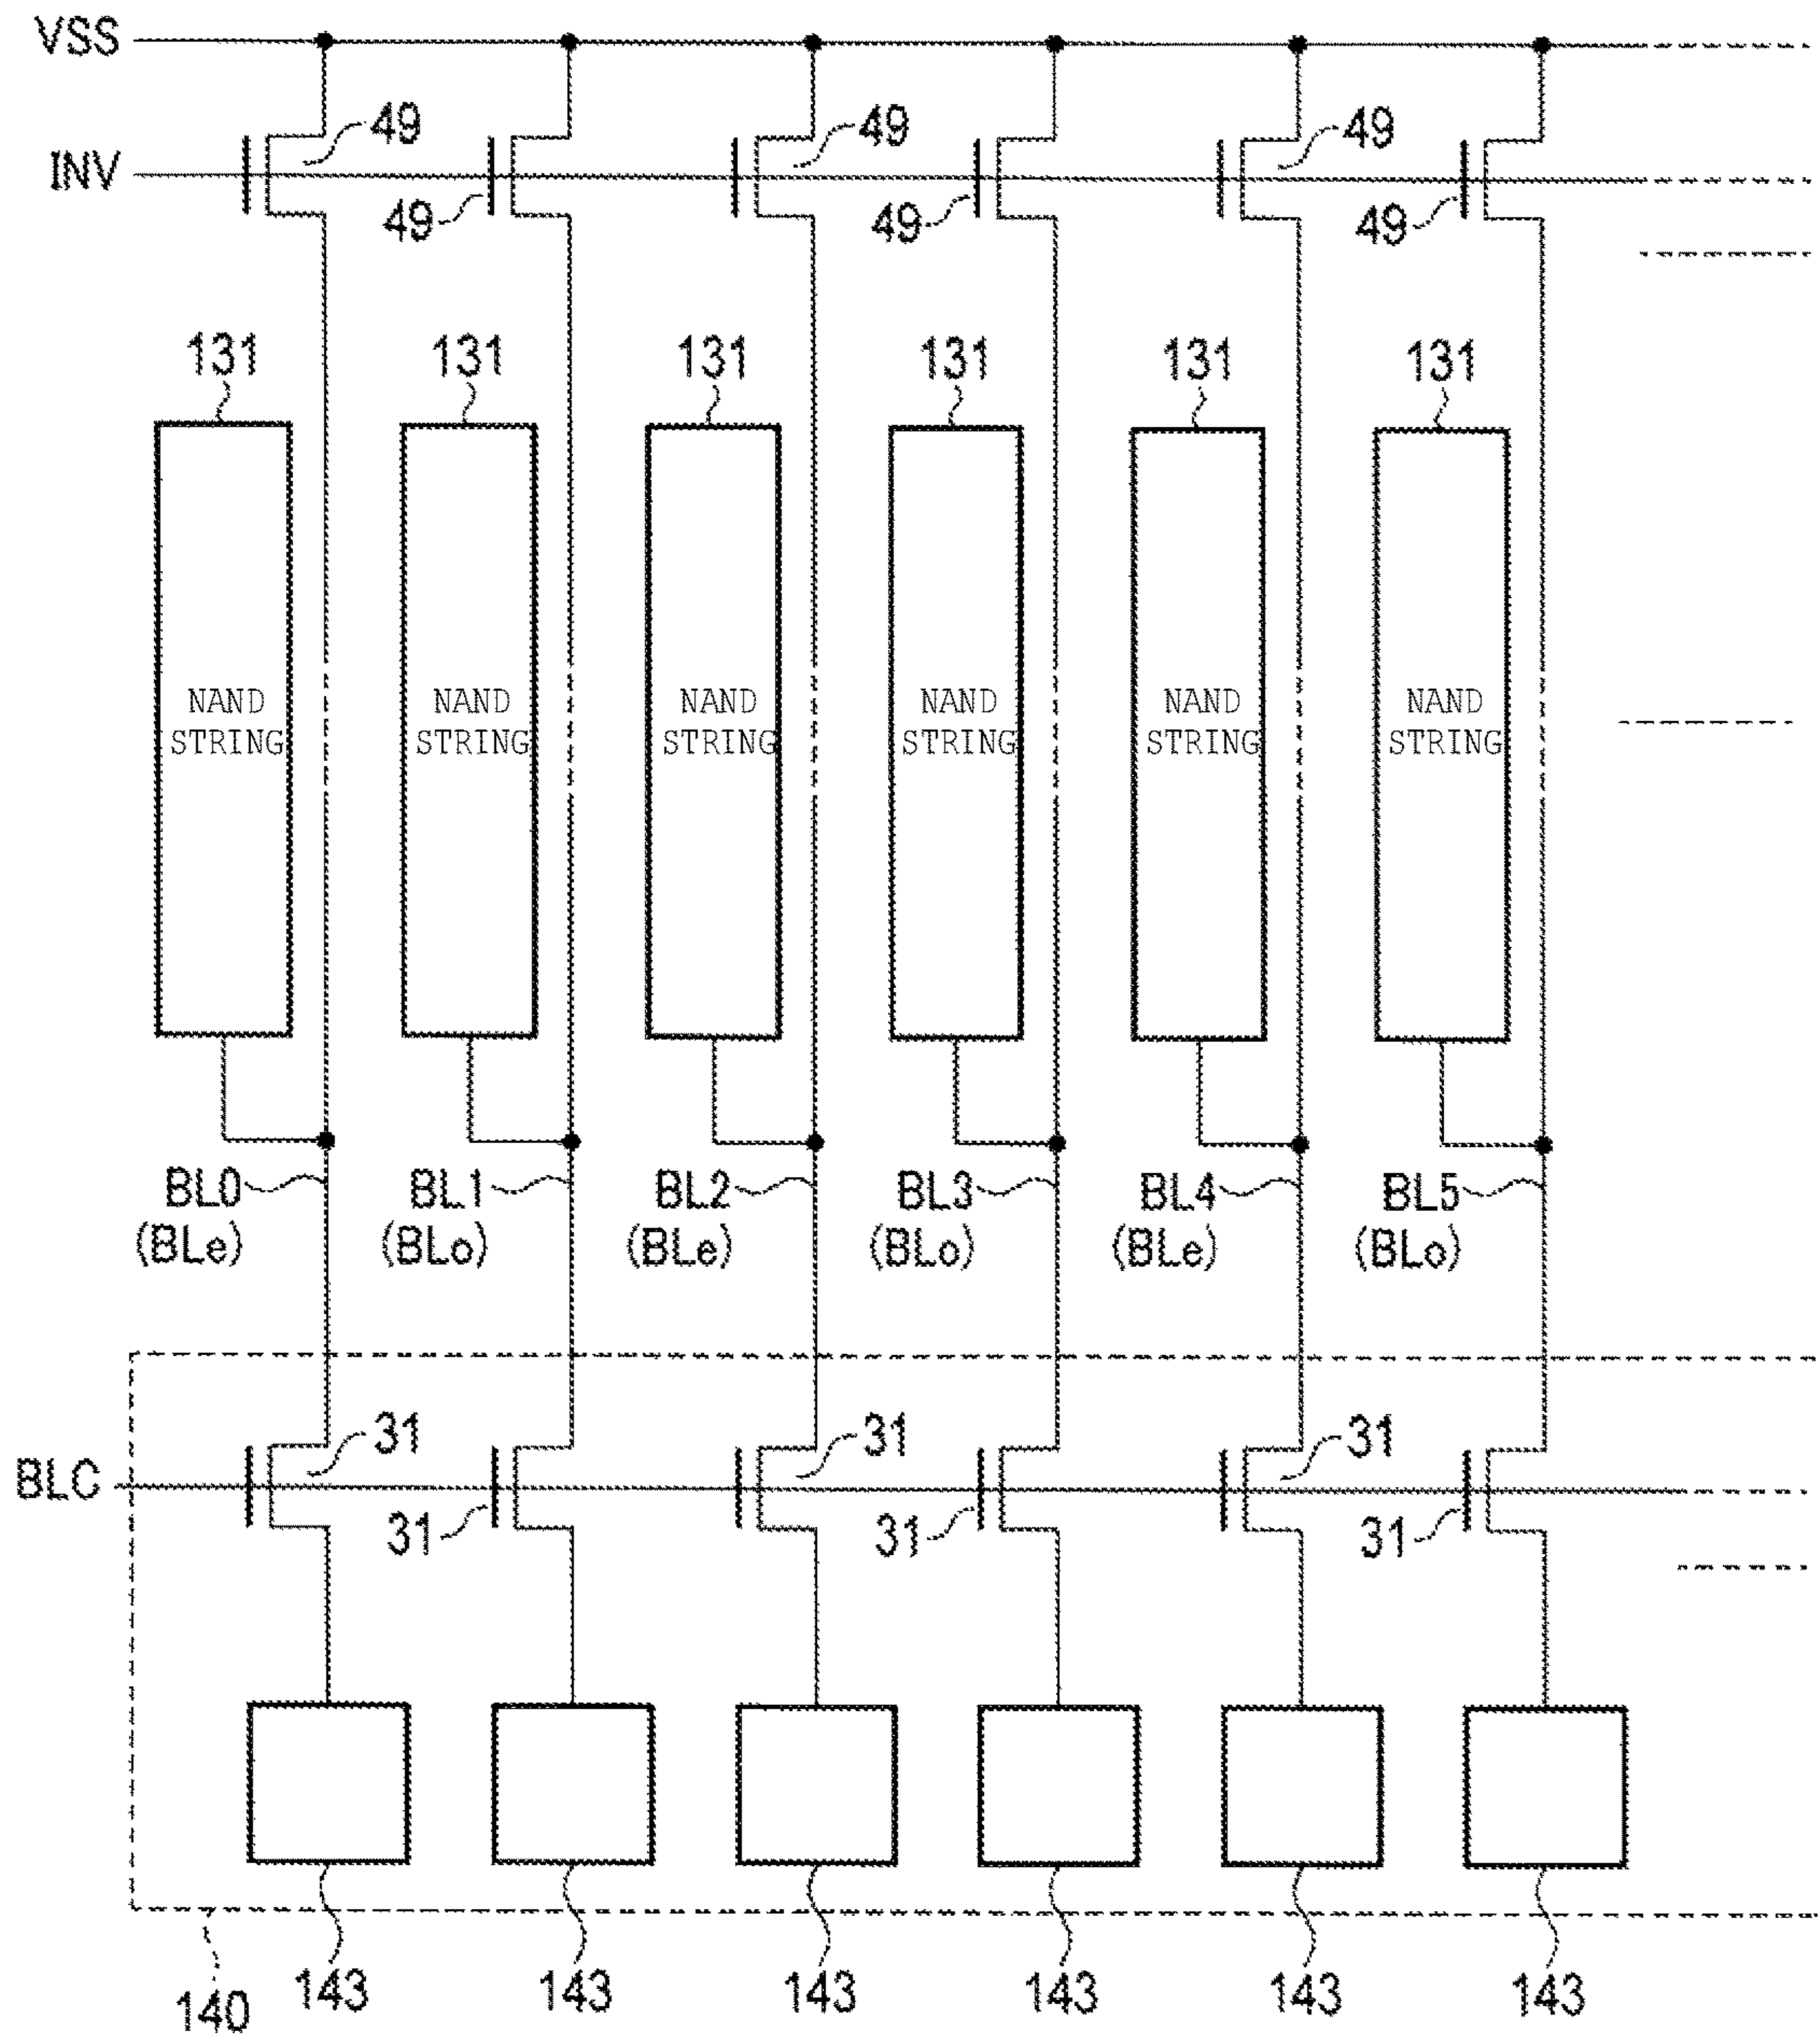 VSS
49 49 49
INV
49 49 49
131 131 131 131 131 131
NAND NAND NAND NAND NAND NAND
STRING STRING STRING STRING STRING STRING
BL0 BL1 BL2 BL3 BL4 BL5
(BLe) (BLo) (BLe) (BLo) (BLe) (BLo)
31 31 31
BLC
31 31 31
140 143 143 143 143 143 143